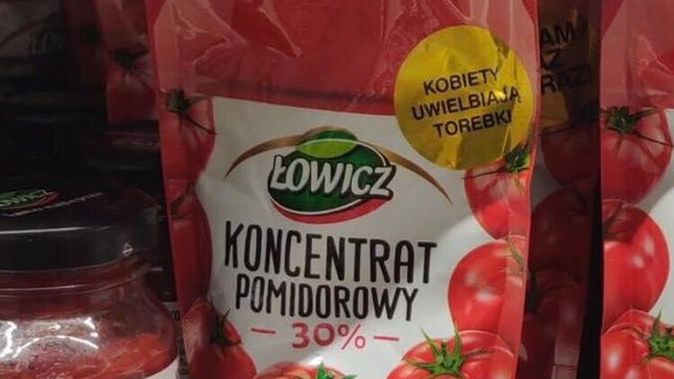 KOBIETY
UWIELBIAJĄ
TOREBKI
ŁOWICZ
KONCENTRAT
POMIDOROWY
30%